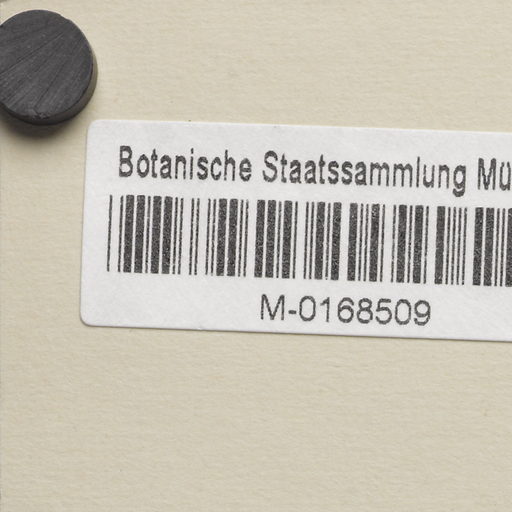 Botanische Staatssammlung Mü
M-0168509